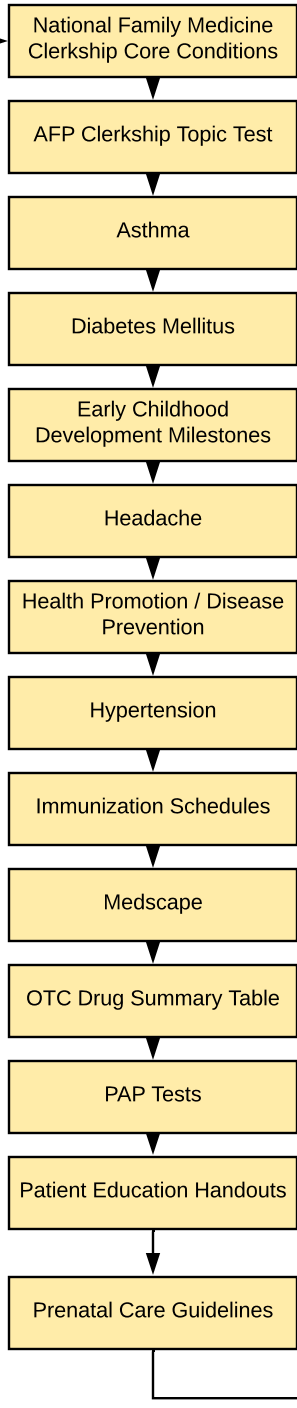 National Family Medicine
Clerkship Core Conditions
AFP Clerkship Topic Test
Asthma
Diabetes Mellitus
Early Childhood
Development Milestones
Headache
Health Promotion / Disease
Prevention
Hypertension
Immunization Schedules
Medscape
OTC Drug Summary Table
PAP Tests
Patient Education Handouts
Prenatal Care Guidelines